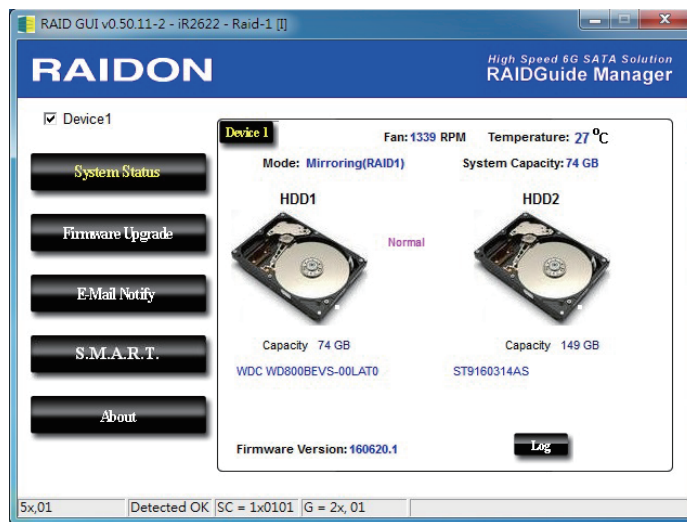 RAID GUI v0.50.11-2 - iR2622 - Raid-1 [I]
RAIDON
High Speed 6G SATA Solution
RAIDGuide Manager
Device1
System Status
Firmware Upgrade
E-Mail Notify
S.M.A.R.T.
About
Device 1
Fan: 1339 RPM
Temperature: 27 °C
Mode: Mirroring(RAID1)
System Capacity: 74 GB
HDD1
HDD2
Normal
Capacity 74 GB
Capacity 149 GB
WDC WD800BEVS-00LAT0
ST9160314AS
Firmware Version: 160620.1
Log
5x,01
Detected OK
SC = 1x0101
G = 2x, 01